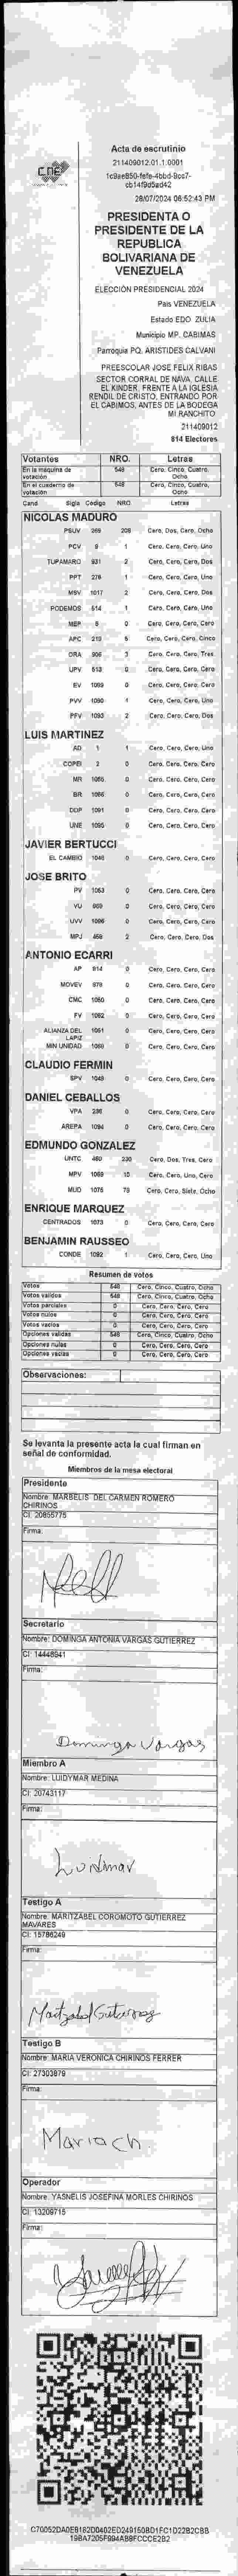 Acta de escrutinio
211409012.01.1.0001
cne
28/07/2024 06:52:43 PM
PRESIDENTA O
PRESIDENTE DE LA
REPUBLICA
BOLIVARIANA DE
VENEZUELA
ELECCIÓN PRESIDENCIAL 2024
País VENEZUELA
Estado EDO. ZULIA
Municipio MP. CABIMAS
Parroquia PQ. ARISTIDES CALVANI
PREESCOLAR JOSE FELIX RIBAS
SECTOR CORRAL DE NAVA, CALLE
EL KINDER, FRENTE A LA IGLESIA
RENDIL DE CRISTO, ENTRANDO POR
EL CABIMOS, ANTES DE LA BODEGA
MI RANCHITO
211409012
814 Electores
Votantes NRO. Letras
En la maquina de votación 548 Cero, Cinco, Cuatro, Ocho
En el cuaderno de votación 548 Cero, Cinco, Cuatro, Ocho
Cand Sigla Código NRO Letras
NICOLAS MADURO
PSUV 269 208 Cero, Dos, Cero, Ocho
PCV 9 1 Cero, Cero, Cero, Uno
TUPAMARO 931 2 Cero, Cero, Cero, Dos
PPT 278 1 Cero, Cero, Cero, Uno
MSV 1017 2 Cero, Cero, Cero, Dos
PODEMOS 514 1 Cero, Cero, Cero, Uno
MEP 5 0 Cero, Cero, Cero, Cero
APC 213 5 Cero, Cero, Cero, Cinco
ORA 906 3 Cero, Cero, Cero, Tres
UPV 613 0 Cero, Cero, Cero, Cero
EV 1089 0 Cero, Cero, Cero, Cero
PVV 1090 1 Cero, Cero, Cero, Uno
PFV 1093 2 Cero, Cero, Cero, Dos
LUIS MARTINEZ
AD 1 1 Cero, Cero, Cero, Uno
COPEI 2 0 Cero, Cero, Cero, Cero
MR 1065 0 Cero, Cero, Cero, Cero
BR 1086 0 Cero, Cero, Cero, Cero
DDP 1091 0 Cero, Cero, Cero, Cero
UNE 1095 0 Cero, Cero, Cero, Cero
JAVIER BERTUCCI
EL CAMBIO 1048 0 Cero, Cero, Cero, Cero
JOSE BRITO
PV 1053 0 Cero, Cero, Cero, Cero
VU 969 0 Cero, Cero, Cero, Cero
UVV 1096 0 Cero, Cero, Cero, Cero
MPJ 459 2 Cero, Cero, Cero, Dos
ANTONIO ECARRI
AP 914 0 Cero, Cero, Cero, Cero
MOVEV 979 0 Cero, Cero, Cero, Cero
CMC 1050 0 Cero, Cero, Cero, Cero
FV 1082 0 Cero, Cero, Cero, Cero
ALIANZA DEL LAPIZ 1051 0 Cero, Cero, Cero, Cero
MIN UNIDAD 1069 0 Cero, Cero, Cero, Cero
CLAUDIO FERMIN
SPV 1048 0 Cero, Cero, Cero, Cero
DANIEL CEBALLOS
VPA 236 0 Cero, Cero, Cero, Cero
AREPA 1094 0 Cero, Cero, Cero, Cero
EDMUNDO GONZALEZ
UNTC 460 230 Cero, Dos, Tres, Cero
MPV 1069 10 Cero, Cero, Uno, Cero
MUD 1075 78 Cero, Cero, Siete, Ocho
ENRIQUE MARQUEZ
CENTRADOS 1073 0 Cero, Cero, Cero, Cero
BENJAMIN RAUSSEO
CONDE 1092 1 Cero, Cero, Cero, Uno
Resumen de votos
Votos 548 Cero, Cinco, Cuatro, Ocho
Votos validos 548 Cero, Cinco, Cuatro, Ocho
Votos parciales 0 Cero, Cero, Cero, Cero
Votos nulos 0 Cero, Cero, Cero, Cero
Votos vacios 0 Cero, Cero, Cero, Cero
Opciones validas 548 Cero, Cinco, Cuatro, Ocho
Opciones nulas 0 Cero, Cero, Cero, Cero
Opciones vacias 0 Cero, Cero, Cero, Cero
Observaciones:
Se levanta la presente acta la cual firman en
señal de conformidad.
Miembros de la mesa electoral
Presidente
Nombre: MARBELIS DEL CARMEN ROMERO
CHIRINOS
CI: 20855775
Firma:
Secretario
Nombre: DOMINGA ANTONIA VARGAS GUTIERREZ
CI: 14448941
Firma:
Dominga Vargas
Miembro A
Nombre: LUIDYMAR MEDINA
CI: 20743117
Firma:
Luidmar
Testigo A
Nombre: MARITZABEL COROMOTO GUTIERREZ
MAVARES
CI: 15786249
Firma:
Maritzabel Gutierrez
Testigo B
Nombre: MARIA VERONICA CHIRINOS FERRER
CI: 27303879
Firma:
Maria ch
Operador
Nombre: YASNELIS JOSEFINA MORLES CHIRINOS
CI: 13209715
Firma: